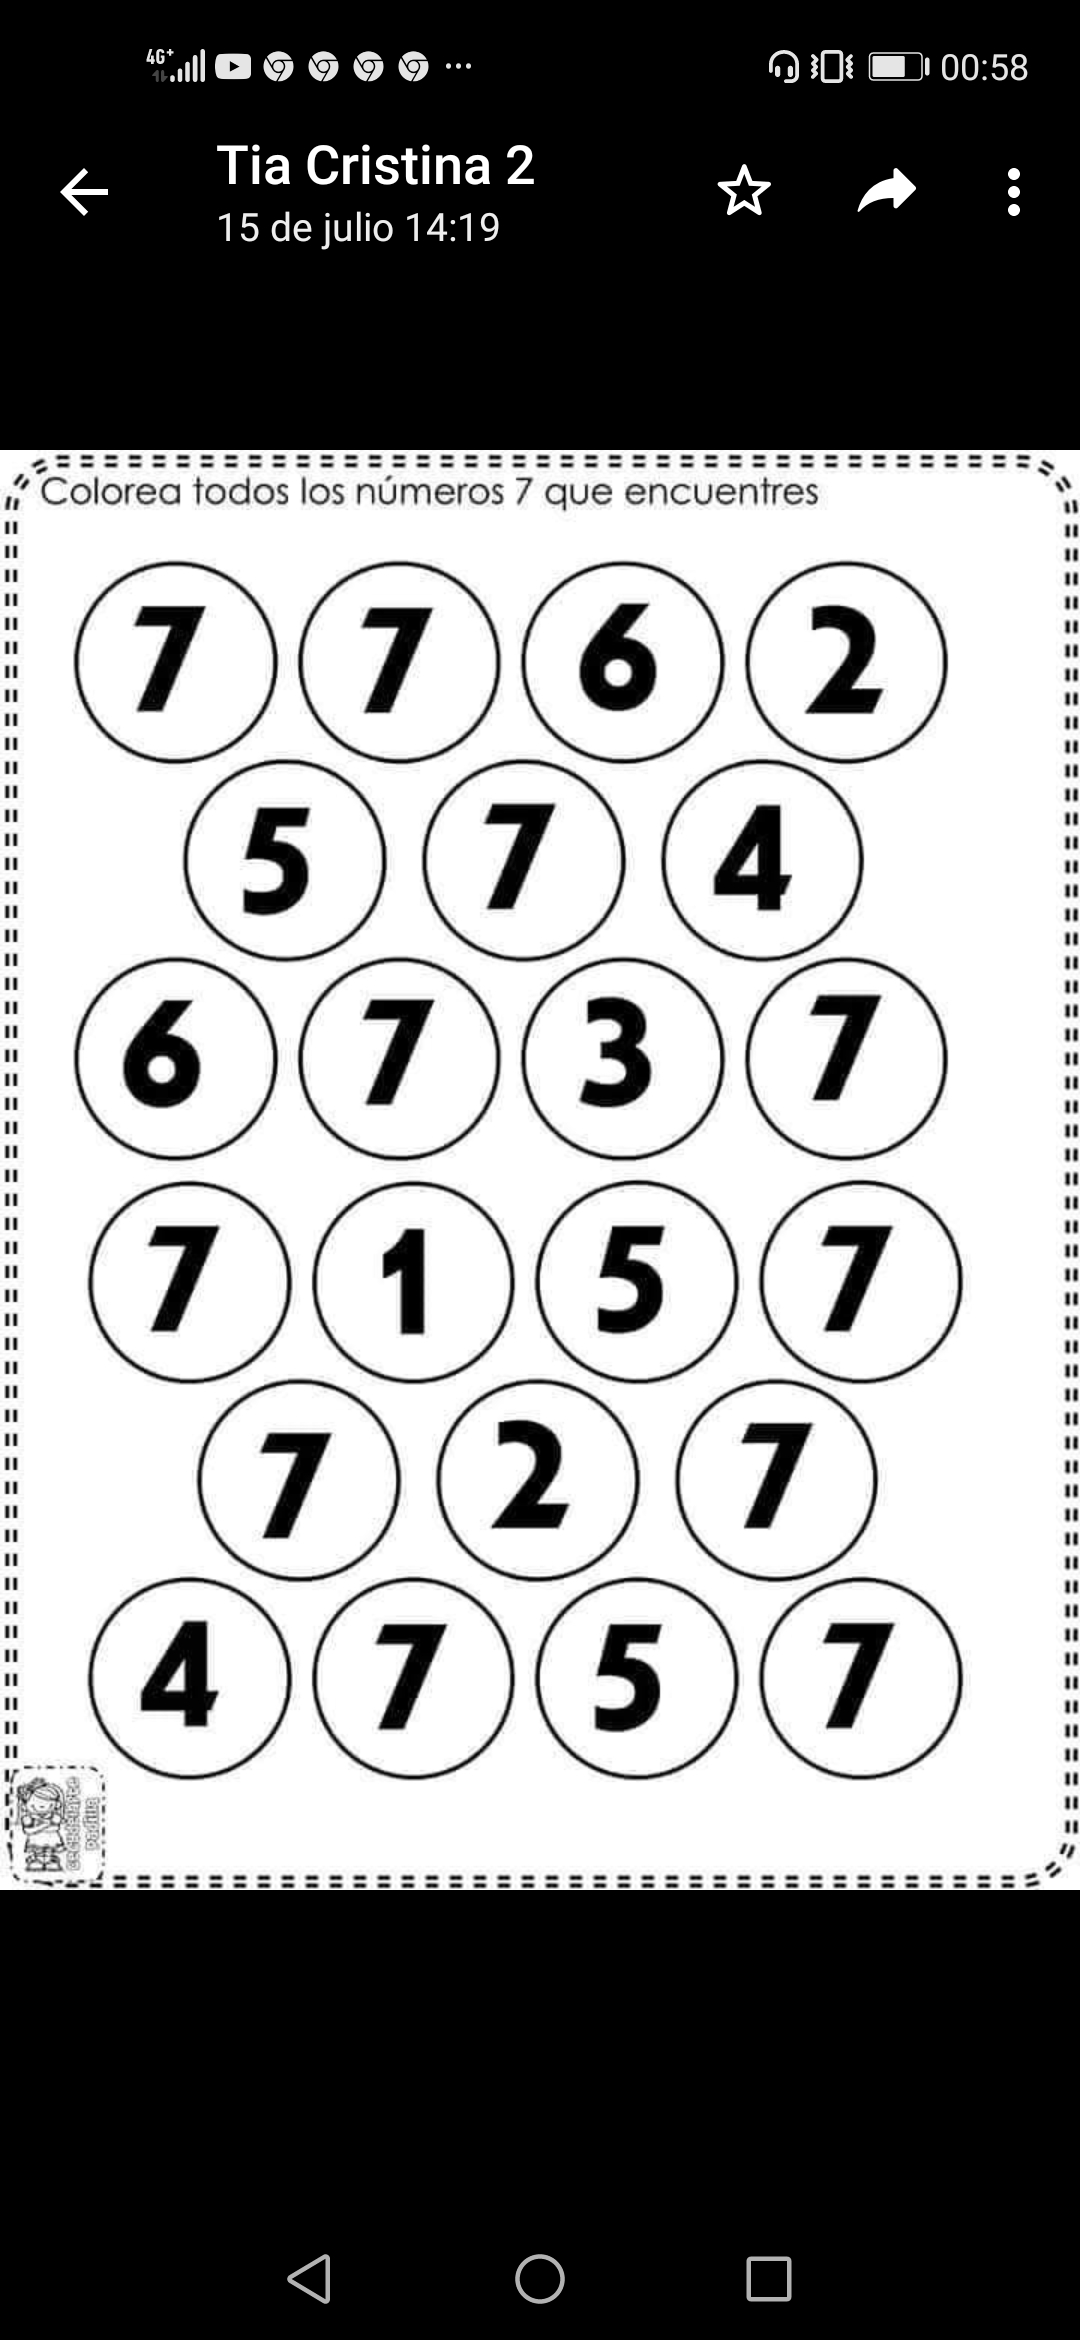 4G+ 00:58
Tia Cristina 2
15 de julio 14:19
Colorea todos los números 7 que encuentres
7 7 6 2
5 7 4
6 7 3 7
7 1 5 7
7 2 7
4 7 5 7